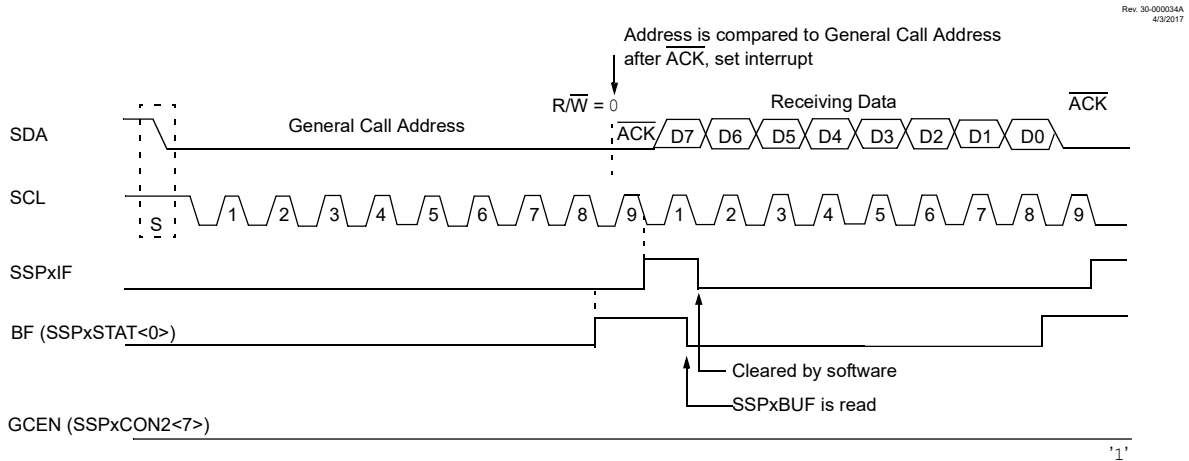 Rev. 30-000034A
4/3/2017
Address is compared to General Call Address
after ACK, set interrupt
R/W = 0
Receiving Data
ACK
SDA
General Call Address
ACK D7 D6 D5 D4 D3 D2 D1 D0
SCL
S
1 2 3 4 5 6 7 8 9 1 2 3 4 5 6 7 8 9
SSPxIF
BF (SSPxSTAT<0>)
Cleared by software
SSPxBUF is read
GCEN (SSPxCON2<7>)
'1'